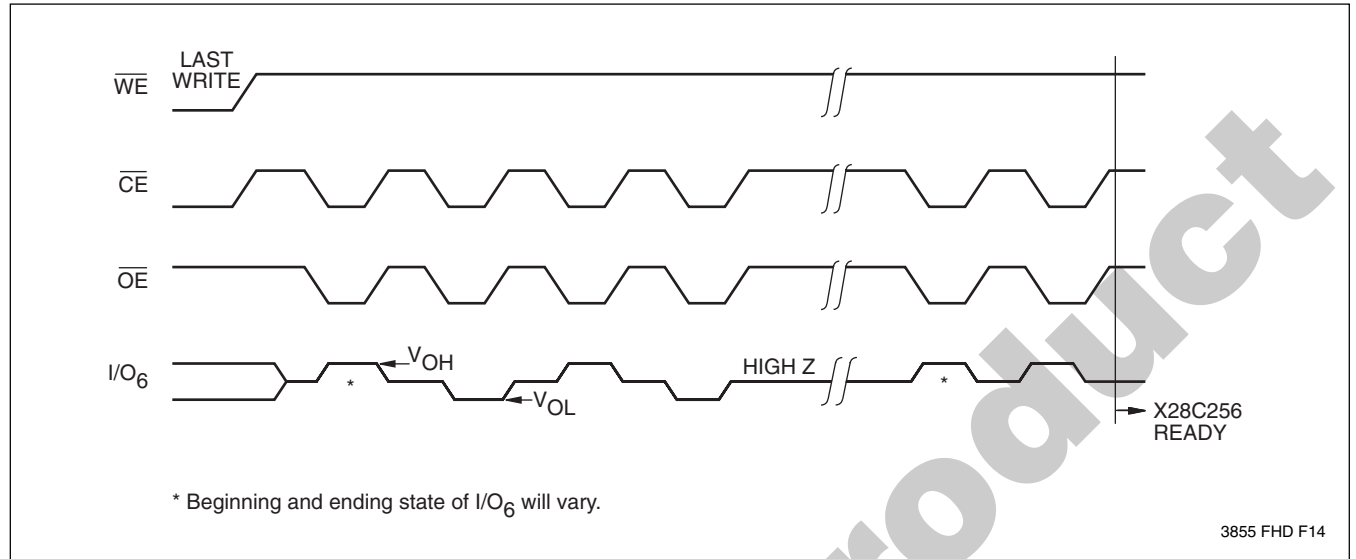 LAST
WRITE
WE
CE
OE
I/O6
VOH
VOL
HIGH Z
*
*
X28C256
READY
* Beginning and ending state of I/O6 will vary.
3855 FHD F14
roduct